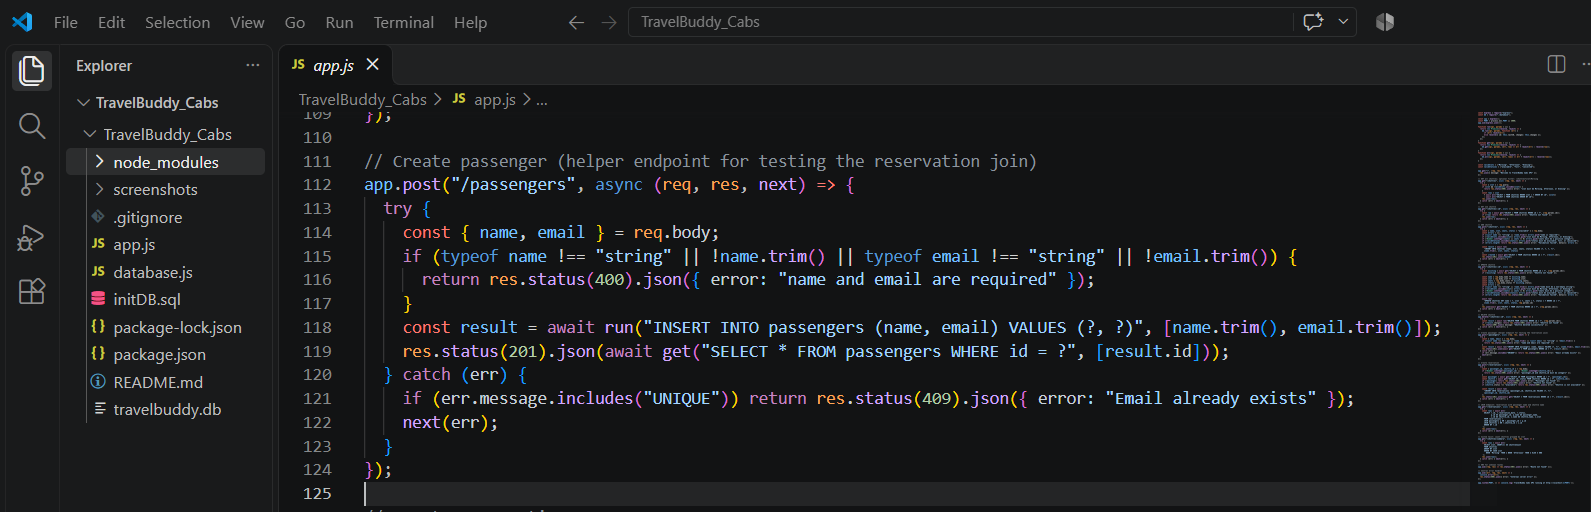 File Edit Selection View Go Run Terminal Help
TravelBuddy_Cabs
Explorer
TravelBuddy_Cabs
TravelBuddy_Cabs
node_modules
screenshots
.gitignore
JS app.js
JS database.js
initDB.sql
{} package-lock.json
{} package.json
README.md
travelbuddy.db
JS app.js
TravelBuddy_Cabs > JS app.js > ...
109 });
110
111 // Create passenger (helper endpoint for testing the reservation join)
112 app.post("/passengers", async (req, res, next) => {
113 try {
114 const { name, email } = req.body;
115 if (typeof name !== "string" || !name.trim() || typeof email !== "string" || !email.trim()) {
116 return res.status(400).json({ error: "name and email are required" });
117 }
118 const result = await run("INSERT INTO passengers (name, email) VALUES (?, ?)", [name.trim(), email.trim()]);
119 res.status(201).json(await get("SELECT * FROM passengers WHERE id = ?", [result.id]));
120 } catch (err) {
121 if (err.message.includes("UNIQUE")) return res.status(409).json({ error: "Email already exists" });
122 next(err);
123 }
124 });
125